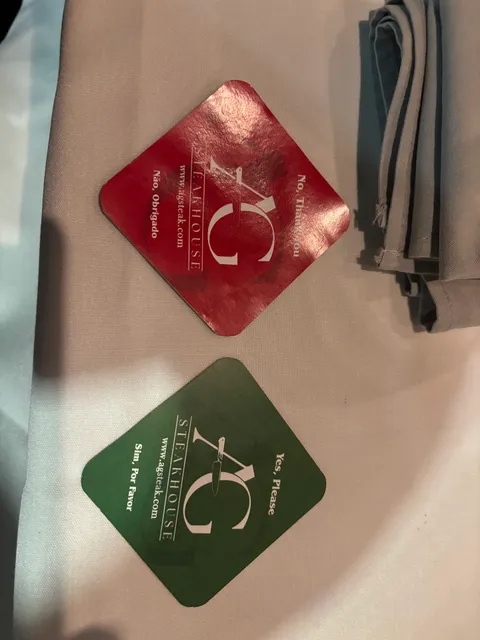 No, Thank You
AG
STEAKHOUSE
www.agsteak.com
Não, Obrigado
Yes, Please
AG
STEAKHOUSE
www.agsteak.com
Sim, Por Favor